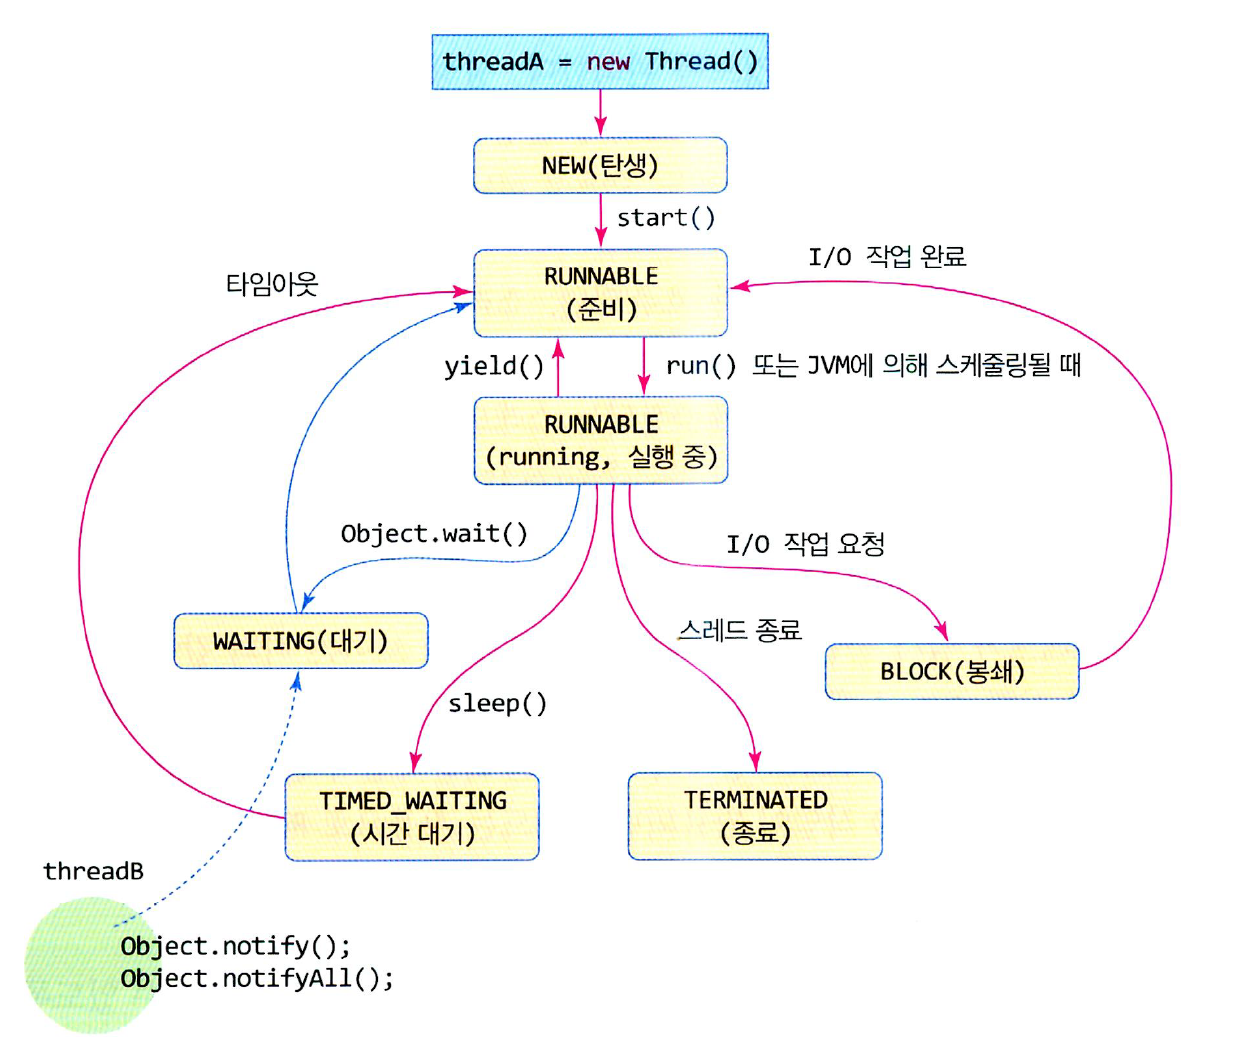 threadA = new Thread()
NEW(탄생)
start()
I/O 작업 완료
RUNNABLE
(준비)
타임아웃
yield()
run() 또는 JVM에 의해 스케줄링될 때
RUNNABLE
(running, 실행 중)
Object.wait()
I/O 작업 요청
스레드 종료
WAITING(대기)
BLOCK(봉쇄)
sleep()
TIMED_WAITING
(시간 대기)
TERMINATED
(종료)
threadB
Object.notify();
Object.notifyAll();